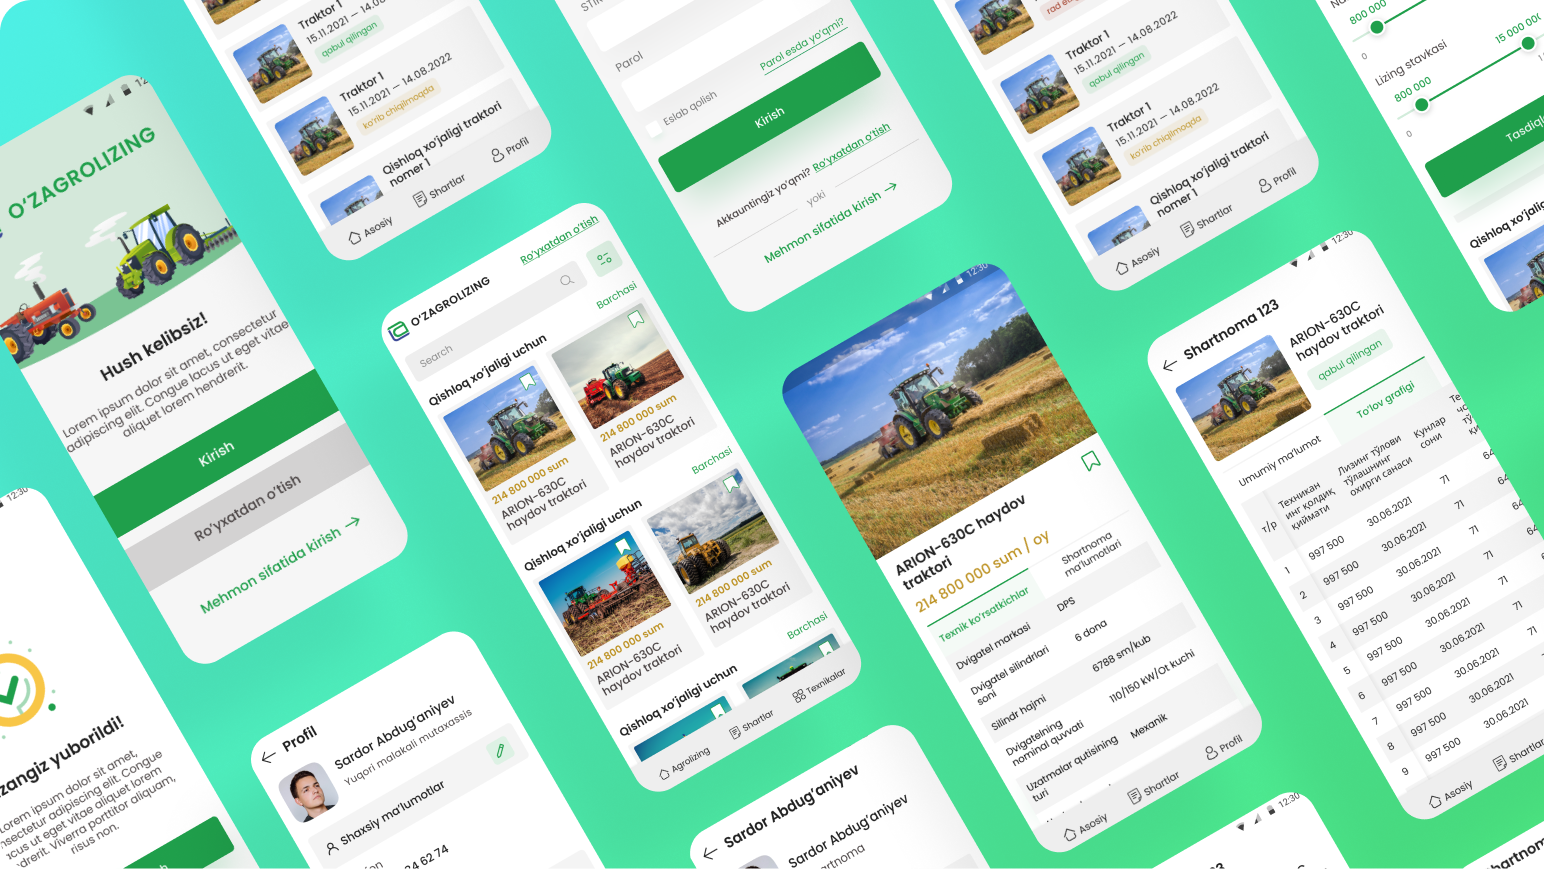 O‘ZAGROLIZING
Hush kelibsiz!
Lorem ipsum dolor sit amet, consectetur
adipiscing elit. Congue lacus ut eget vitae
aliquet lorem hendrerit.
Kirish
Ro‘yxatdan o‘tish
Mehmon sifatida kirish →
12:30
yuborildi!
Lorem ipsum dolor sit amet,
adipiscing elit. Congue
ut eget vitae aliquet lorem
Viverra porttitor aliquam,
risus non.
Traktor 1
15.11.2021 –
qabul qilingan
Traktor 1
15.11.2021 – 14.08.2022
ko‘rib chiqilmoqda
Qishloq xo‘jaligi traktori
nomer 1
Asosiy
Shartlar
Profil
Profil
Sardor Abdug‘aniyev
Yuqori malakali mutaxassis
Shaxsiy ma’lumotlar
24 62 74
O‘ZAGROLIZING
Ro‘yxatdan o‘tish
Search
Qishloq xo‘jaligi uchun
Barchasi
214 800 000 sum
ARION-630C
haydov traktori
214 800 000 sum
ARION-630C
haydov traktori
Qishloq xo‘jaligi uchun
Barchasi
214 800 000 sum
ARION-630C
haydov traktori
214 800 000 sum
ARION-630C
haydov traktori
Qishloq xo‘jaligi uchun
Barchasi
Agrolizing
Shartlar
Texnikalar
Parol
Parol esda yo‘qmi?
Eslab qolish
Kirish
Akkauntingiz yo‘qmi? Ro‘yxatdan o‘tish
yoki
Mehmon sifatida kirish →
Sardor Abdug‘aniyev
Sardor Abdug‘aniyev
12:30
ARION-630C haydov
traktori
214 800 000 sum / oy
Texnik ko‘rsatkichlar
Shartnoma
ma’lumotlari
Dvigatel markasi
DPS
Dvigatel silindrlari
soni
6 dona
Silindr hajmi
6788 sm/kub
Dvigatelning
nominal quvvati
110/150 kW/Ot kuchi
Uzatmalar qutisining
turi
Mexanik
Asosiy
Shartlar
Profil
Traktor 1
15.11.2021 – 14.08.2022
qabul qilingan
Traktor 1
15.11.2021 – 14.08.2022
ko‘rib chiqilmoqda
Qishloq xo‘jaligi traktori
nomer 1
Asosiy
Shartlar
Profil
12:30
Shartnoma 123
ARION-630C
haydov traktori
qabul qilingan
Umumiy ma’lumot
To‘lov grafigi
т/р
Техникан
инг қолдиқ
қиймати
Лизинг тўлови
тўлашнинг
охирги санаси
Кунлар
сони
1 997 500 30.06.2021 71
2 997 500 30.06.2021 71
3 997 500 30.06.2021 71
4 997 500 30.06.2021 71
5 997 500 30.06.2021 71
6 997 500 30.06.2021 71
7 997 500 30.06.2021 71
8 997 500 30.06.2021
9 997 500 30.06.2021
Asosiy
Shartlar
800 000
0
Lizing stavkasi
15 000
800 000
0
Qishloq xo‘jaligi
12:30